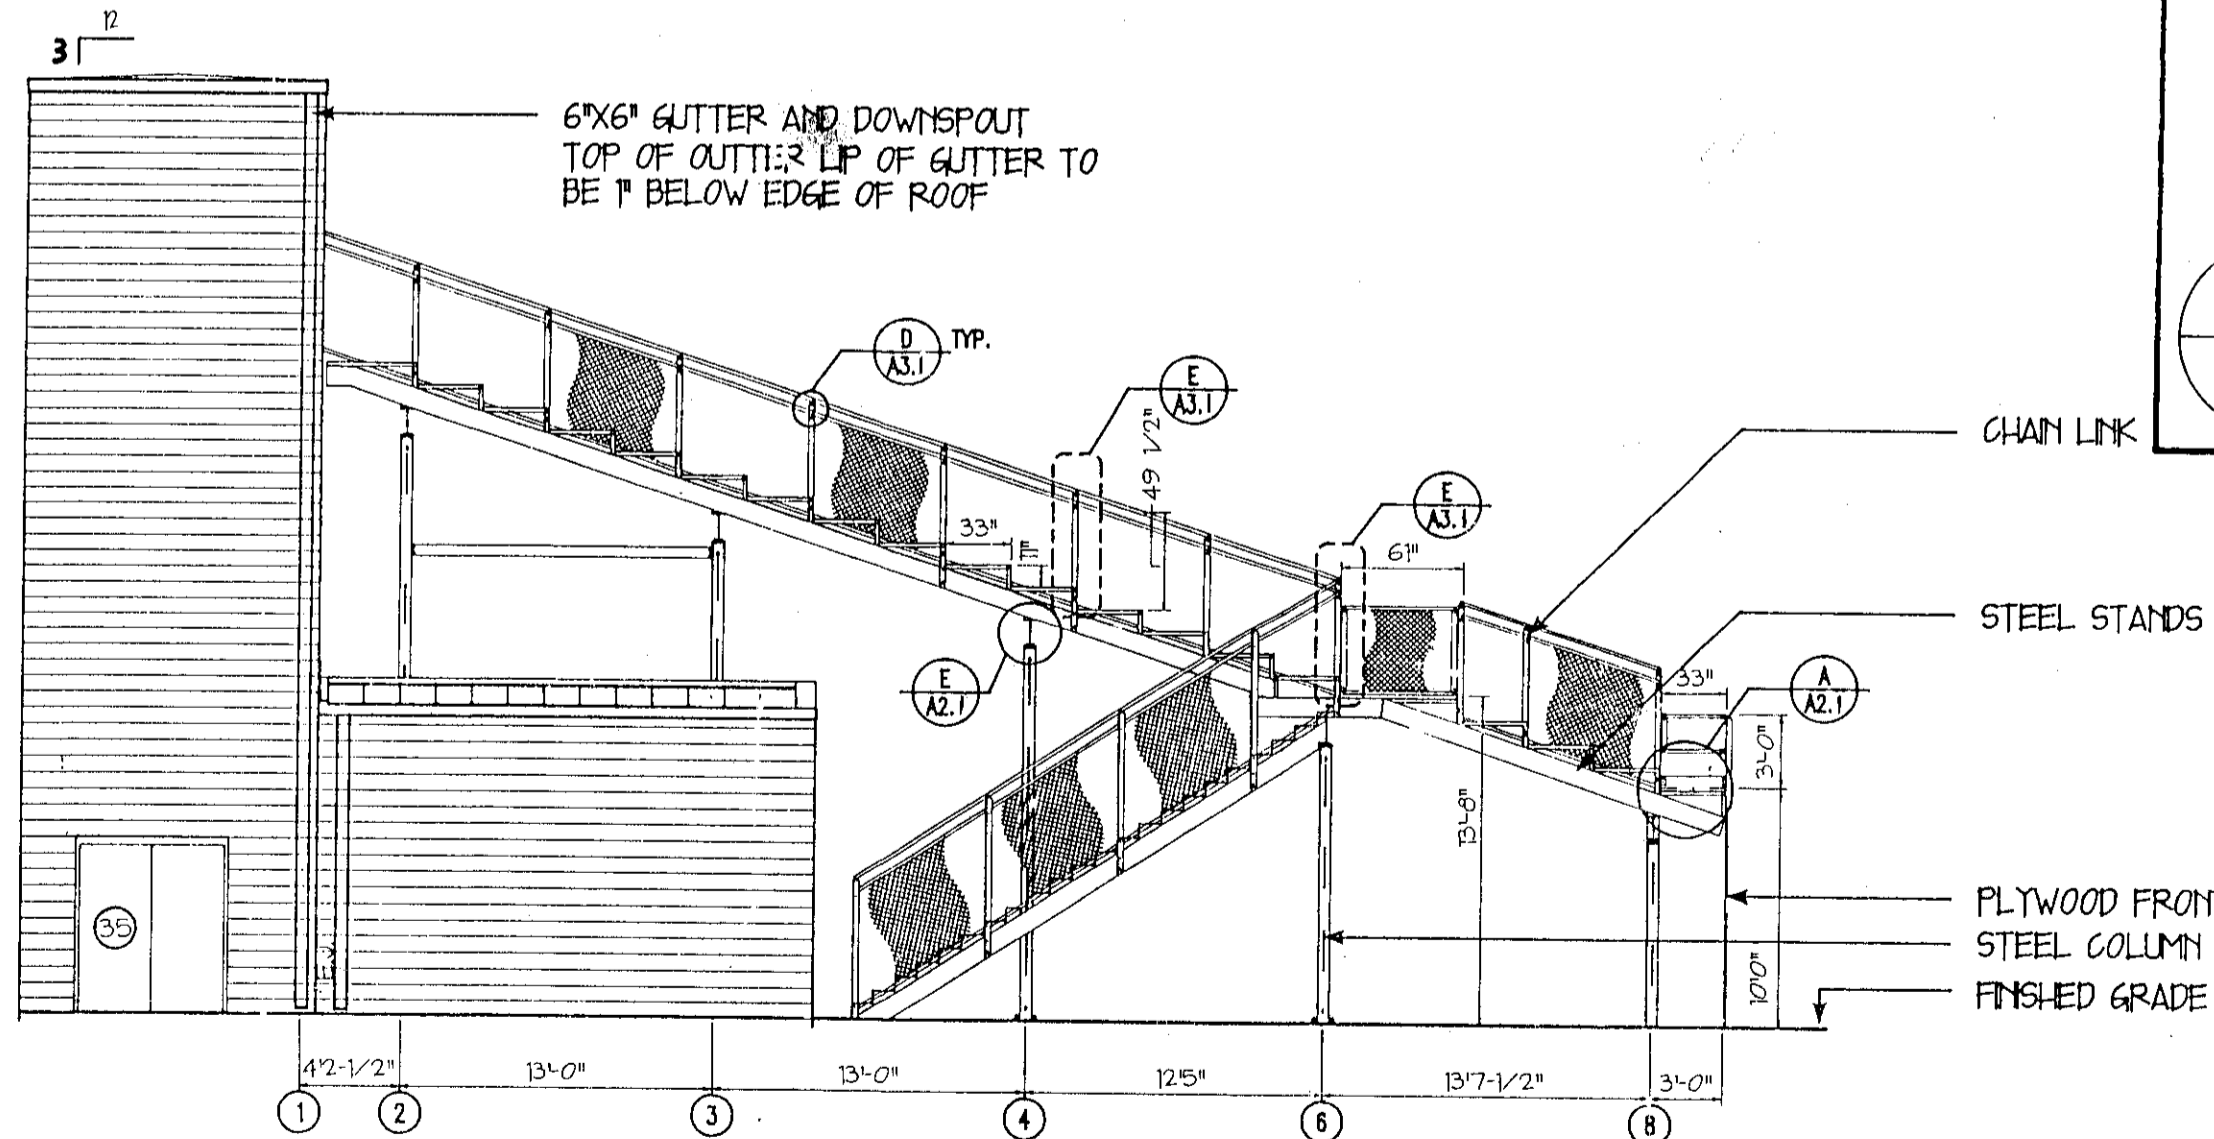 12
3
6"X6" GUTTER AND DOWNSPOUT
TOP OF OUTTER LIP OF GUTTER TO
BE 1" BELOW EDGE OF ROOF
D
A3.1
TYP.
E
A3.1
49 1/2"
CHAIN LINK
E
A3.1
33"
11"
61"
STEEL STANDS
E
A2.1
33"
A
A2.1
3'-0"
13'-8"
PLYWOOD FRON
STEEL COLUMN
FINSHED GRADE
10'0"
35
4'2-1/2"
13'-0"
13'-0"
12'5"
13'7-1/2"
3'-0"
1
2
3
4
6
8